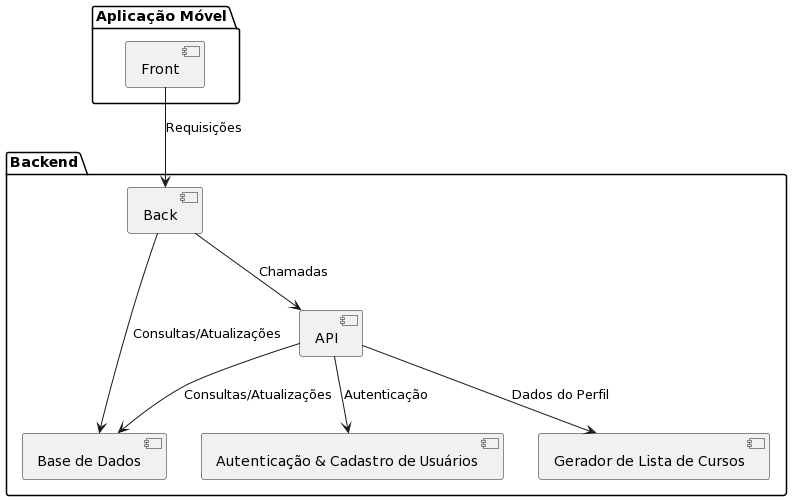 Aplicação Móvel
Front
Requisições
Backend
Back
Chamadas
Consultas/Atualizações
API
Consultas/Atualizações
Autenticação
Dados do Perfil
Base de Dados
Autenticação & Cadastro de Usuários
Gerador de Lista de Cursos